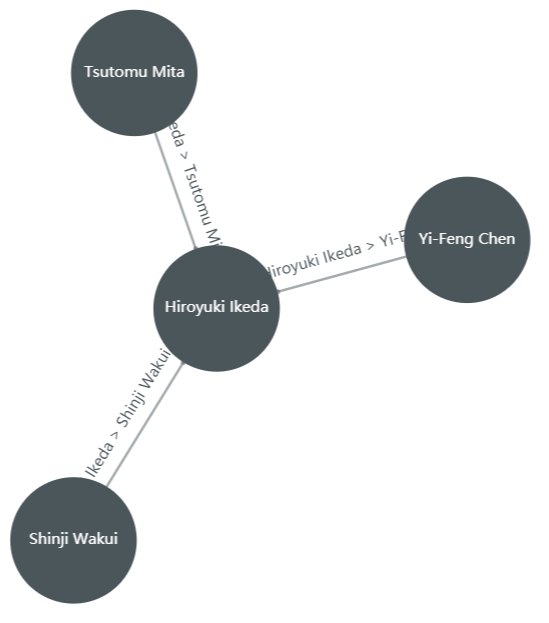 Tsutomu Mita
eda > Tsutomu Mi
Hiroyuki Ikeda > Yi-F
Yi-Feng Chen
Hiroyuki Ikeda
Ikeda > Shinji Wakui
Shinji Wakui